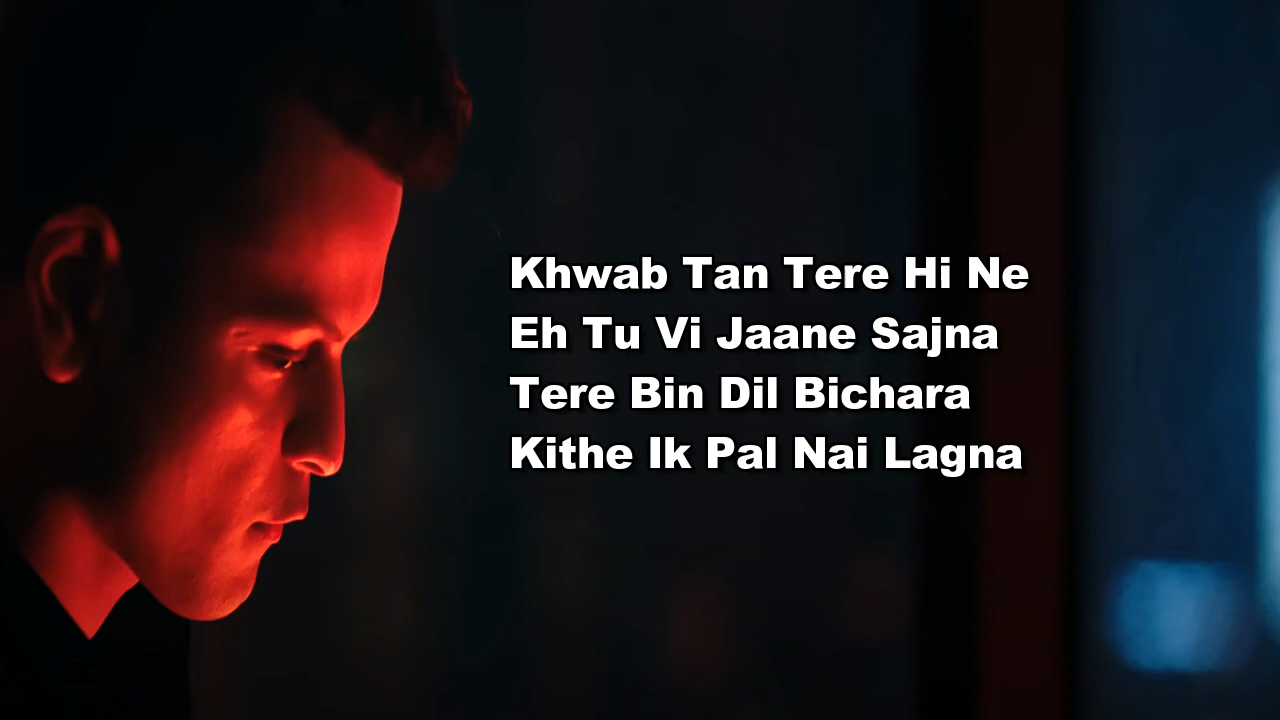 Khwab Tan Tere Hi Ne
Eh Tu Vi Jaane Sajna
Tere Bin Dil Bichara
Kithe Ik Pal Nai Lagna